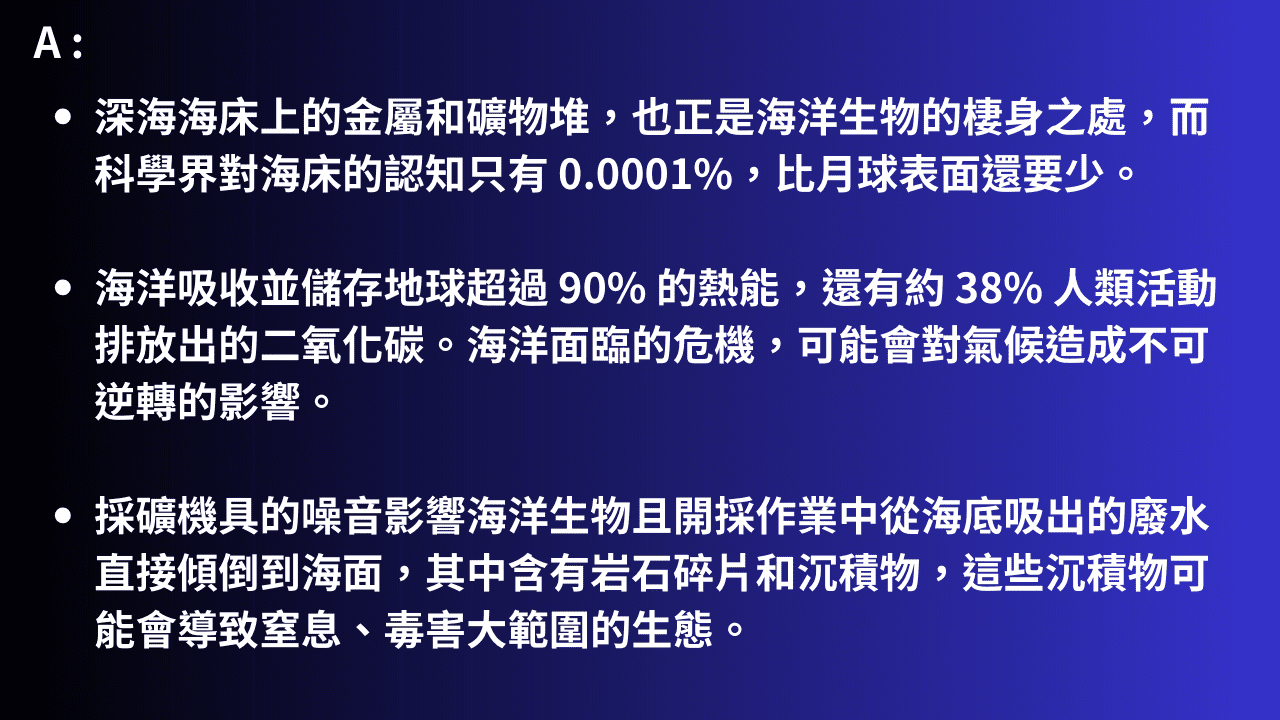 A :
• 深海海床上的金屬和礦物堆，也正是海洋生物的棲身之處，而
科學界對海床的認知只有 0.0001%，比月球表面還要少。
• 海洋吸收並儲存地球超過 90% 的熱能，還有約 38% 人類活動
排放出的二氧化碳。海洋面臨的危機，可能會對氣候造成不可
逆轉的影響。
• 採礦機具的噪音影響海洋生物且開採作業中從海底吸出的廢水
直接傾倒到海面，其中含有岩石碎片和沉積物，這些沉積物可
能會導致窒息、毒害大範圍的生態。